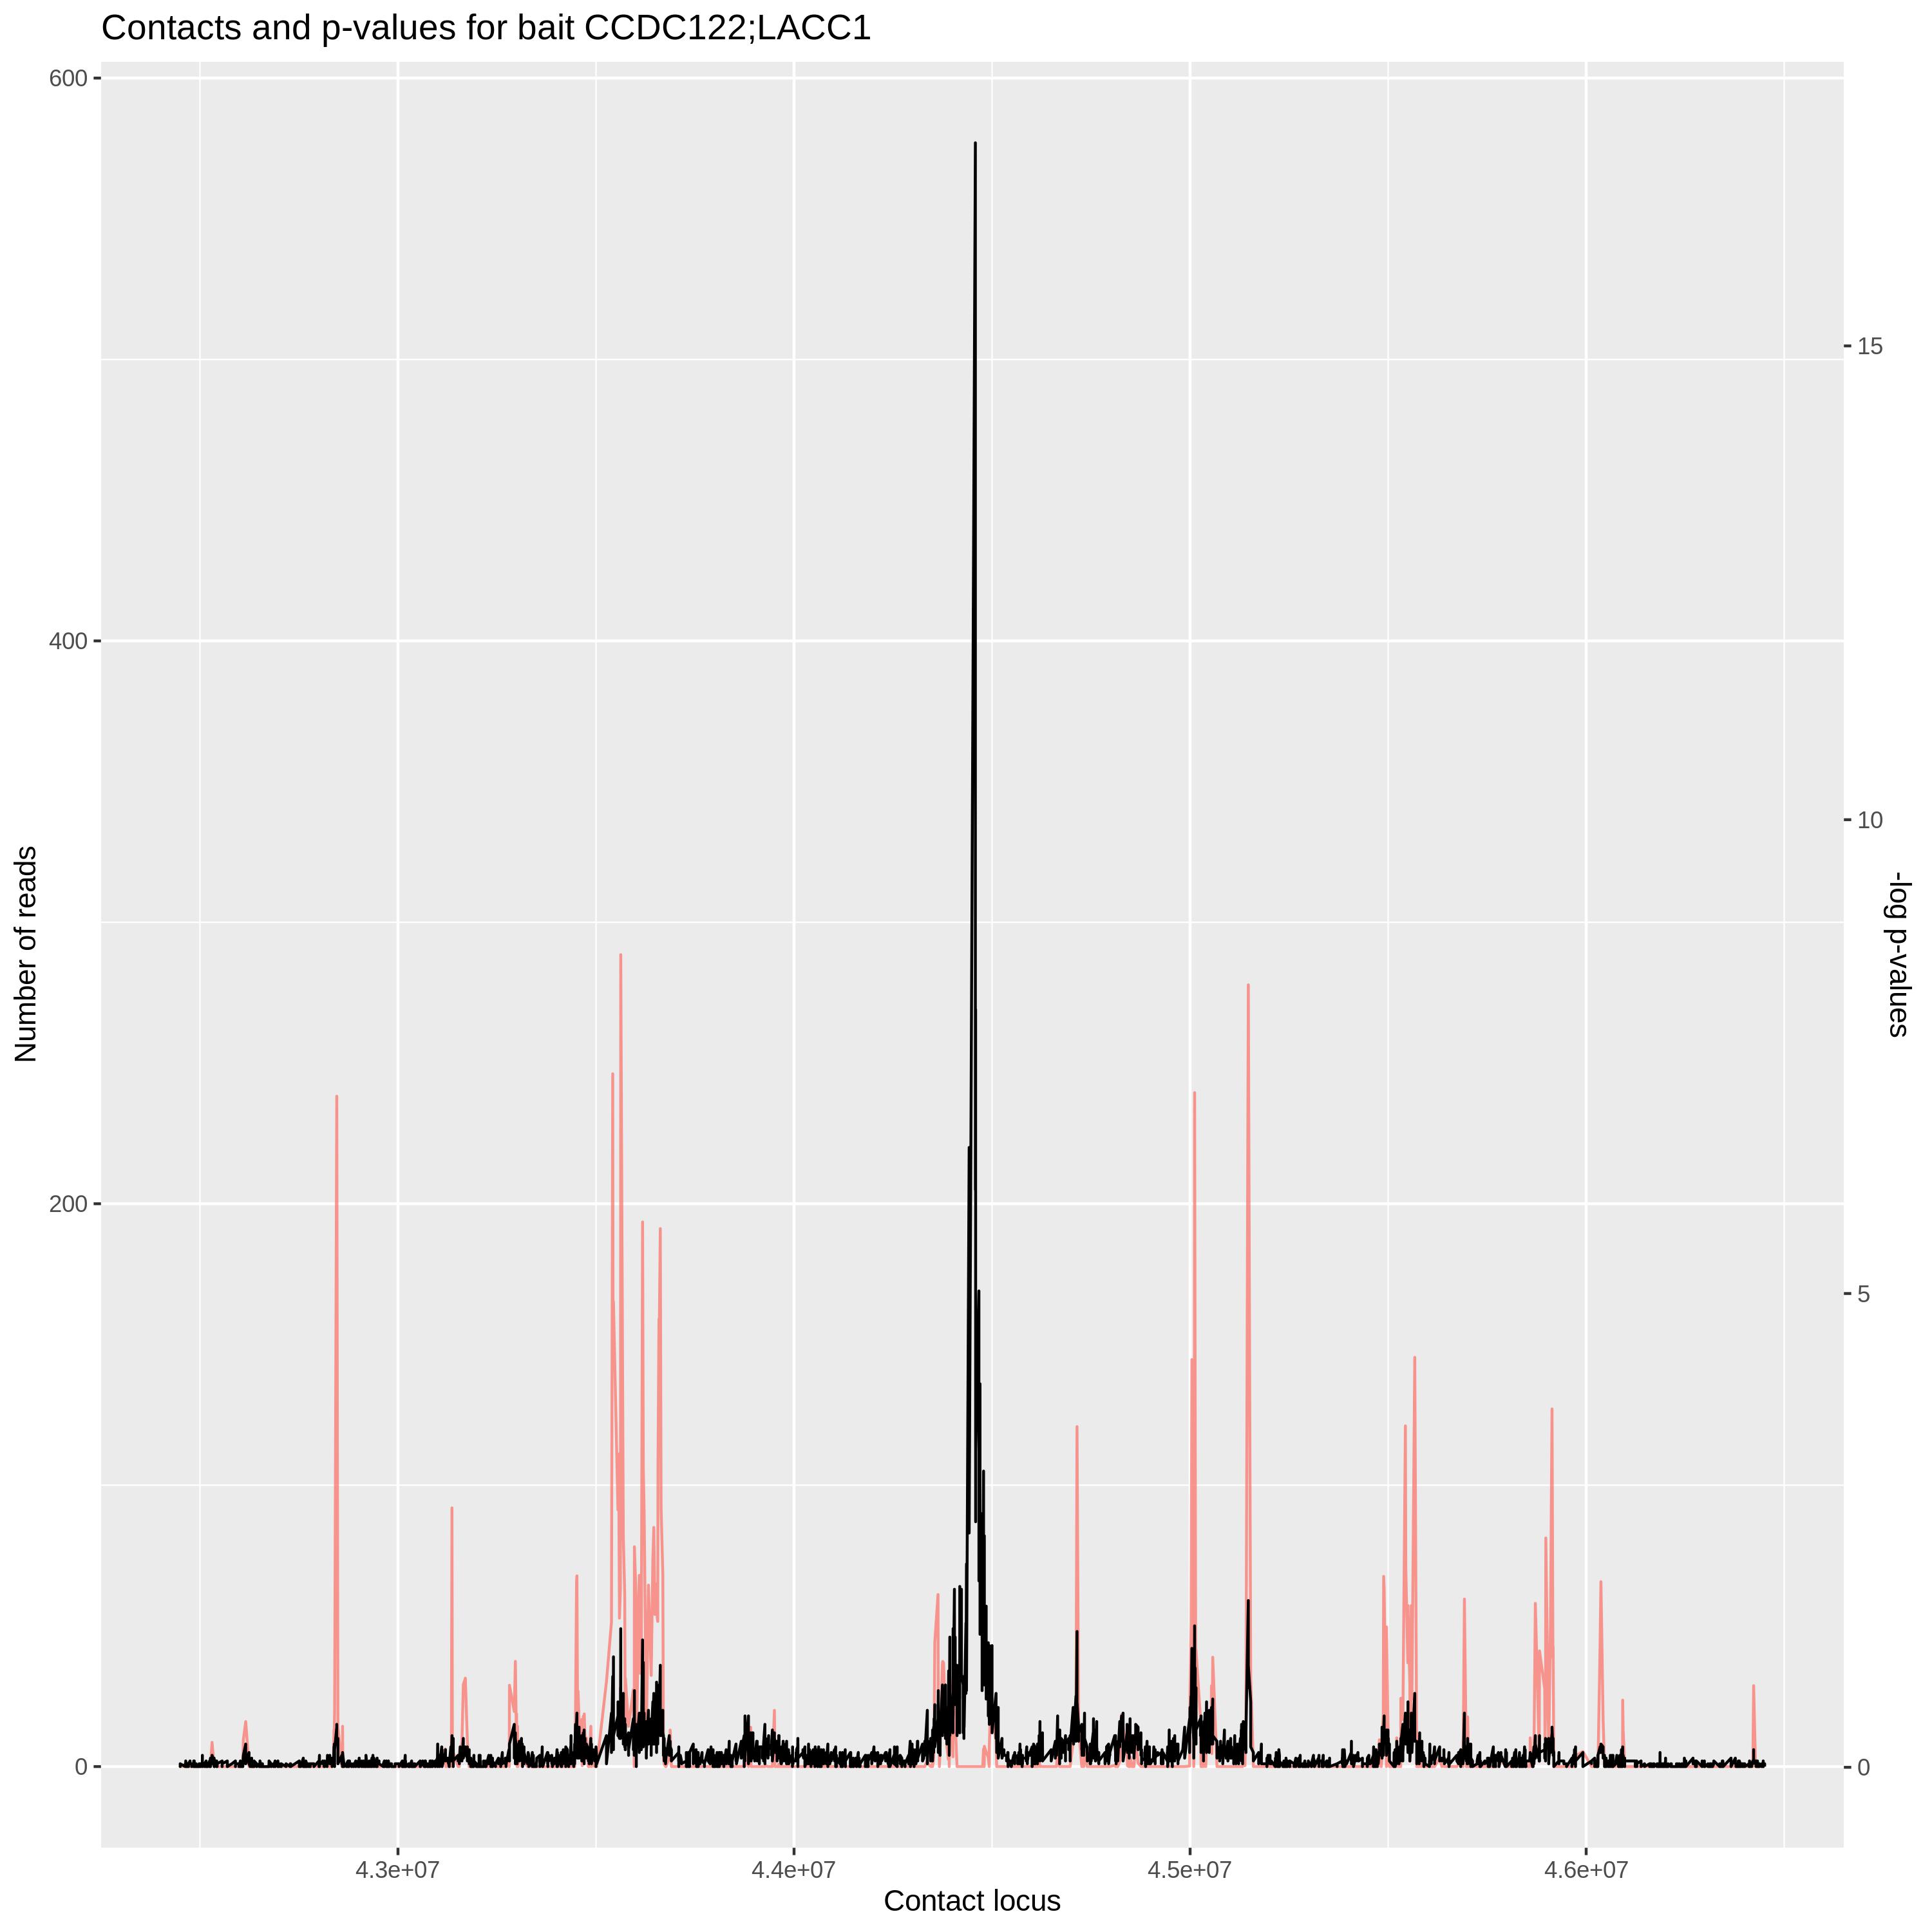 Contacts and p-values for bait CCDC122;LACC1
600
400
200
0
Number of reads
15
10
5
0
-log p-values
4.3e+07
4.4e+07
4.5e+07
4.6e+07
Contact locus